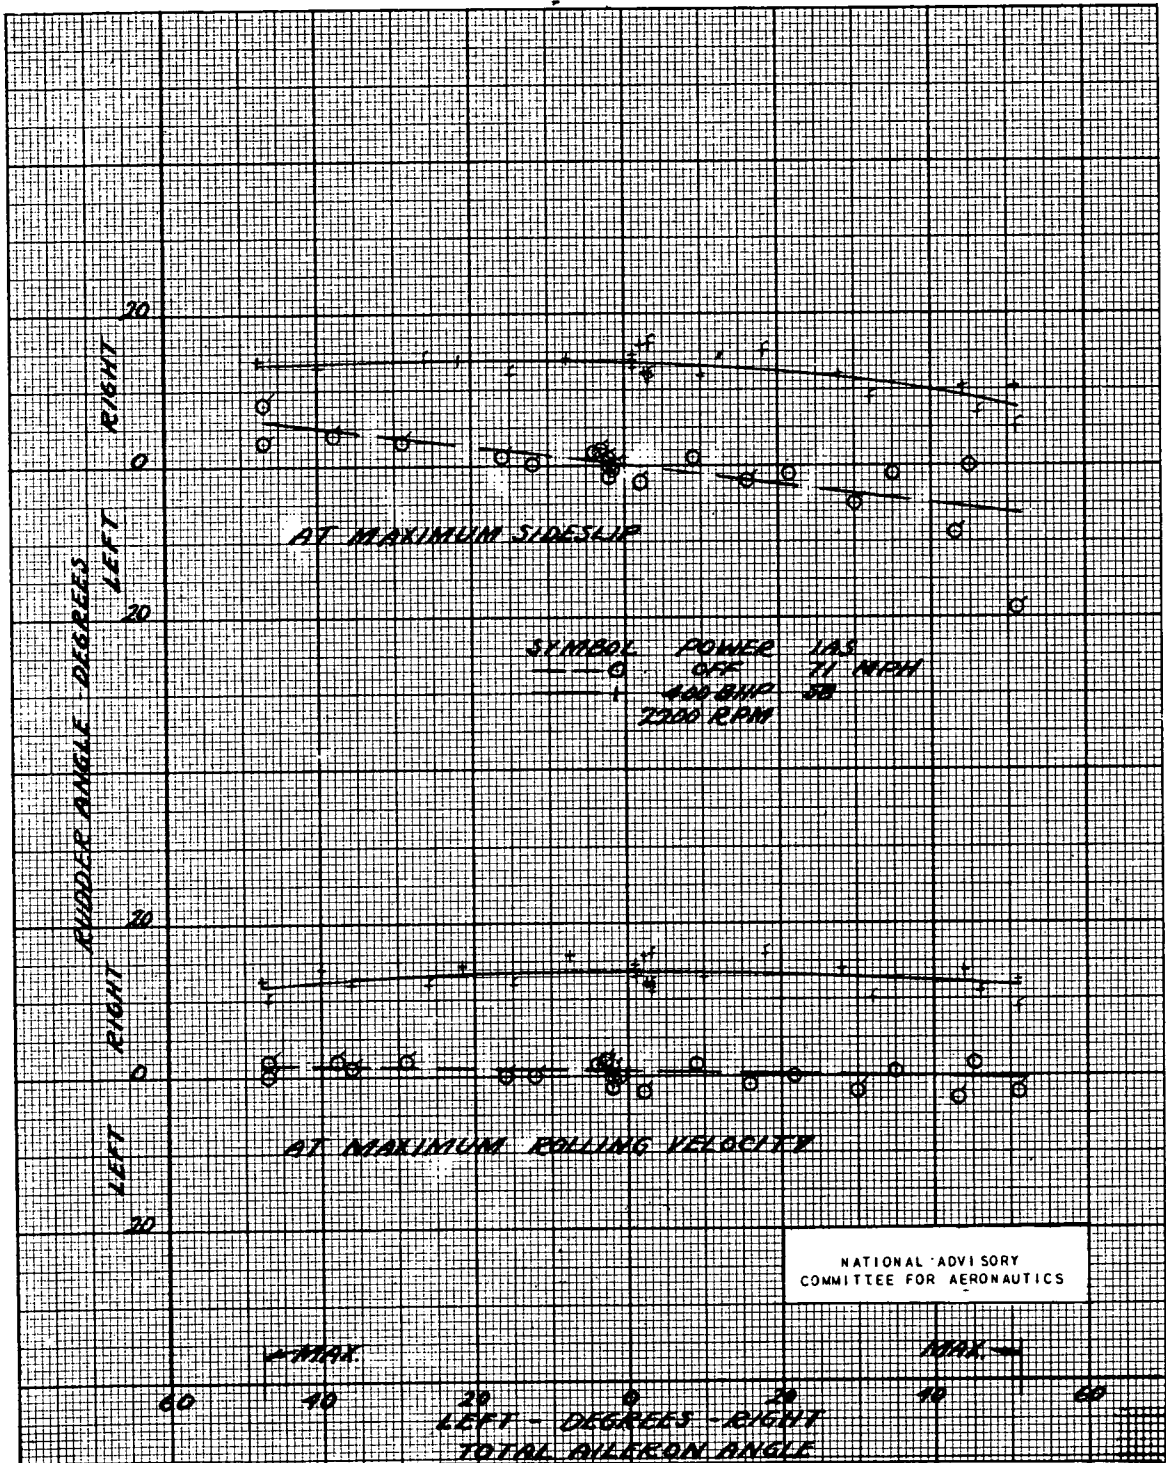 20
RIGHT
0
LEFT
AT MAXIMUM SIDESLIP
20
SYMBOL POWER IAS
OFF 71 MPH
400 BHP
2200 RPM
RUDDER ANGLE - DEGREES
20
RIGHT
0
AT MAXIMUM ROLLING VELOCITY
LEFT
20
NATIONAL ADVISORY
COMMITTEE FOR AERONAUTICS
MAX. MAX.
60 40 20 0 20 40 60
LEFT - DEGREES - RIGHT
TOTAL AILERON ANGLE